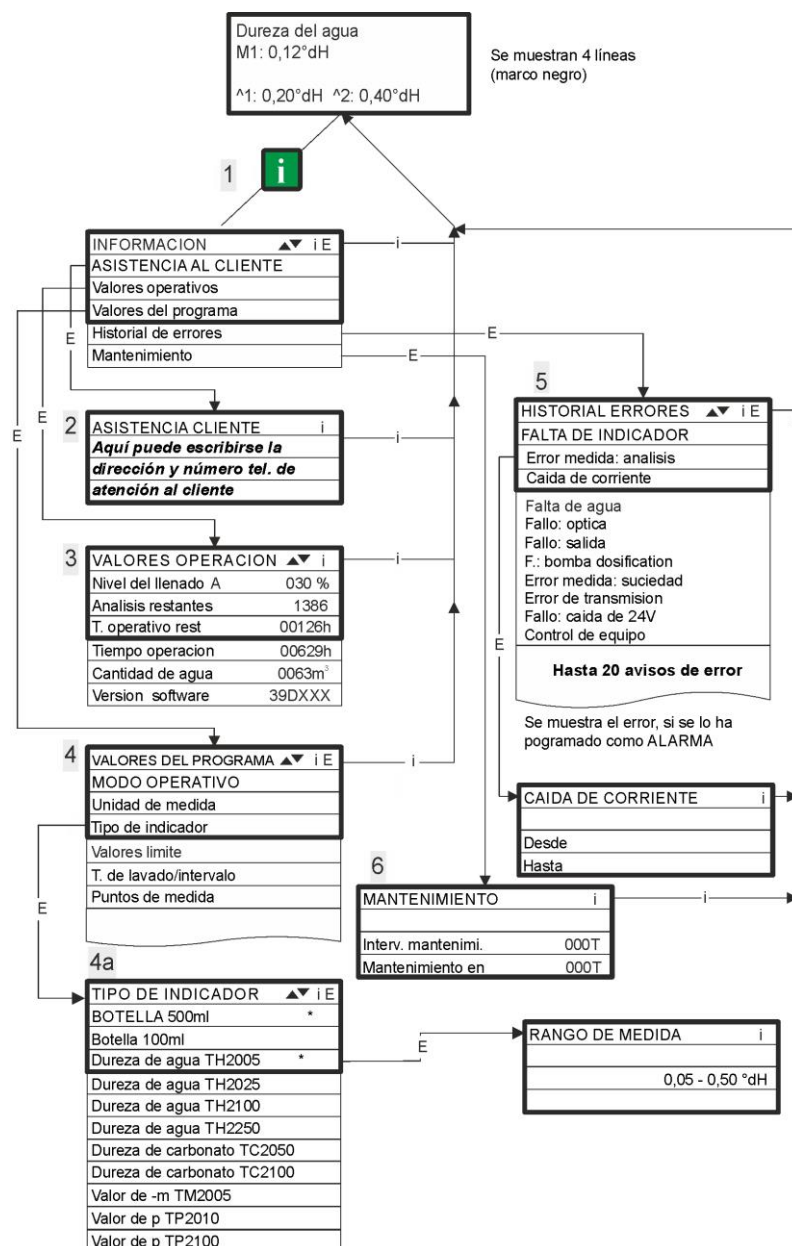 Dureza del agua
M1: 0,12°dH
^1: 0,20°dH ^2: 0,40°dH
Se muestran 4 líneas
(marco negro)
1
i
INFORMACION ▲▼ i E
ASISTENCIA AL CLIENTE
Valores operativos
Valores del programa
Historial de errores
Mantenimiento
i
E
E
E
E
E
2
ASISTENCIA CLIENTE i
Aquí puede escribirse la
dirección y número tel. de
atención al cliente
i
3
VALORES OPERACION ▲▼ i
Nivel del llenado A 030 %
Analisis restantes 1386
T. operativo rest 00126h
Tiempo operacion 00629h
Cantidad de agua 0063m³
Version software 39DXXX
i
4
VALORES DEL PROGRAMA ▲▼ i E
MODO OPERATIVO
Unidad de medida
Tipo de indicador
Valores limite
T. de lavado/intervalo
Puntos de medida
i
E
4a
TIPO DE INDICADOR ▲▼ i E
BOTELLA 500ml *
Botella 100ml
Dureza de agua TH2005 *
Dureza de agua TH2025
Dureza de agua TH2100
Dureza de agua TH2250
Dureza de carbonato TC2050
Dureza de carbonato TC2100
Valor de -m TM2005
Valor de p TP2010
Valor de p TP2100
E
RANGO DE MEDIDA i
0,05 - 0,50 °dH
5
HISTORIAL ERRORES ▲▼ i E
FALTA DE INDICADOR
Error medida: analisis
Caida de corriente
Falta de agua
Fallo: optica
Fallo: salida
F.: bomba dosification
Error medida: suciedad
Error de transmision
Fallo: caida de 24V
Control de equipo
Hasta 20 avisos de error
Se muestra el error, si se lo ha
pogramado como ALARMA
E
CAIDA DE CORRIENTE i
Desde
Hasta
6
MANTENIMIENTO i
Interv. mantenimi. 000T
Mantenimiento en 000T
i